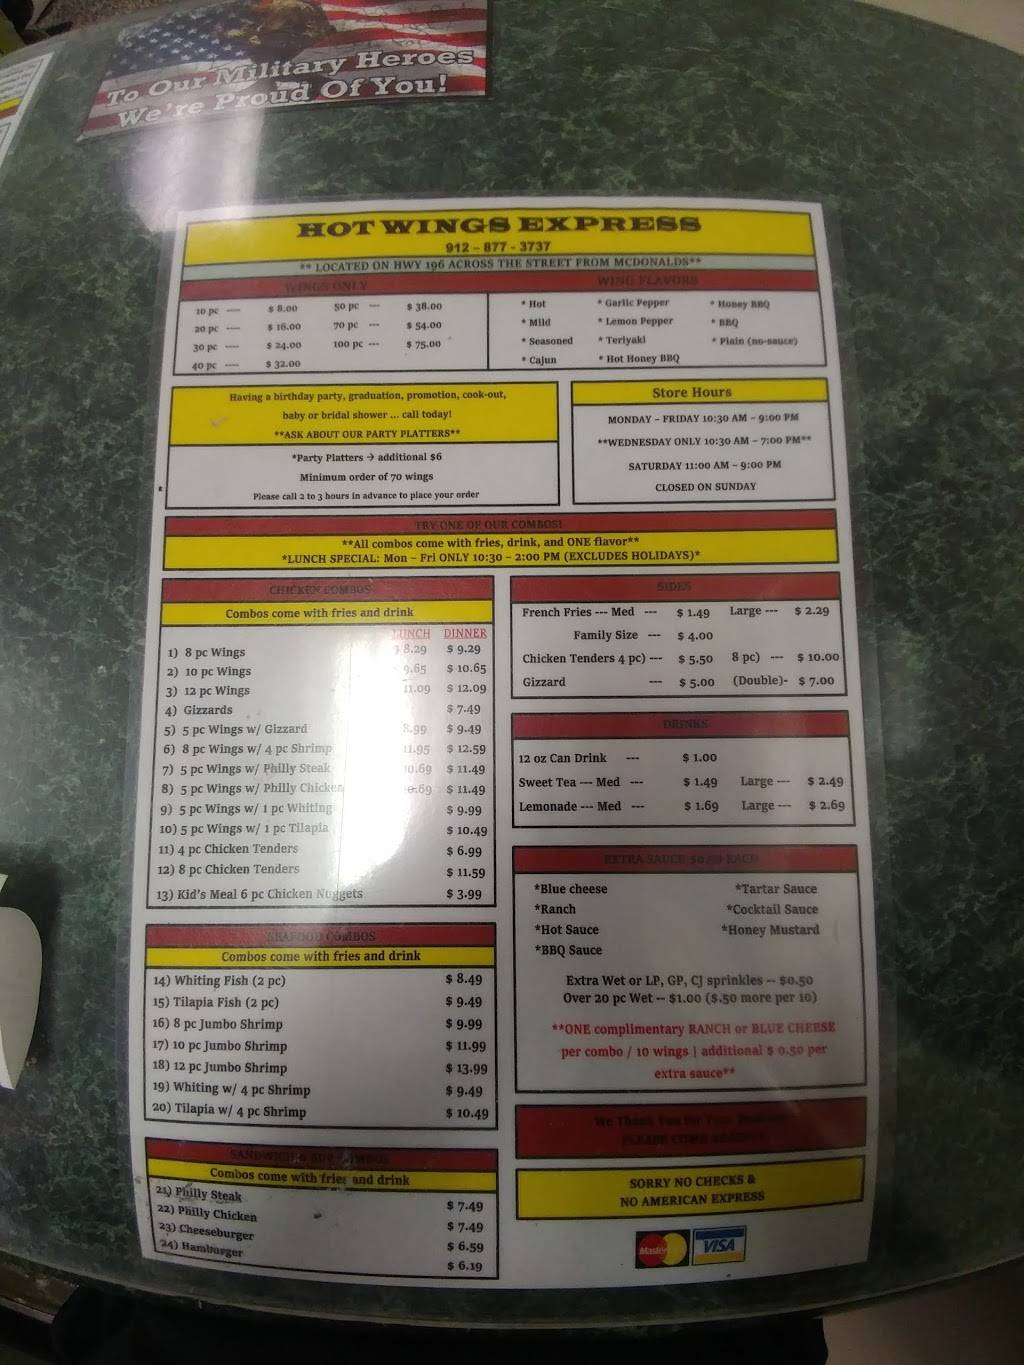 To Our Military Heroes
We're Proud Of You!
HOT WINGS EXPRESS
912 – 877 - 3737
** LOCATED ON HWY 196 ACROSS THE STREET FROM MCDONALDS**
WINGS ONLY
10 pc ---- $ 8.00 50 pc --- $ 38.00
20 pc ---- $ 16.00 70 pc --- $ 54.00
30 pc ---- $ 24.00 100 pc --- $ 75.00
40 pc ---- $ 32.00
WING FLAVORS
* Hot * Garlic Pepper * Honey BBQ
* Mild * Lemon Pepper * BBQ
* Seasoned * Teriyaki * Plain (no-sauce)
* Cajun * Hot Honey BBQ
Having a birthday party, graduation, promotion, cook-out,
baby or bridal shower ... call today!
**ASK ABOUT OUR PARTY PLATTERS**
*Party Platters → additional $6
Minimum order of 70 wings
Please call 2 to 3 hours in advance to place your order
Store Hours
MONDAY – FRIDAY 10:30 AM – 9:00 PM
**WEDNESDAY ONLY 10:30 AM – 7:00 PM**
SATURDAY 11:00 AM – 9:00 PM
CLOSED ON SUNDAY
TRY ONE OF OUR COMBOS!
**All combos come with fries, drink, and ONE flavor**
*LUNCH SPECIAL: Mon – Fri ONLY 10:30 – 2:00 PM (EXCLUDES HOLIDAYS)*
CHICKEN COMBOS
Combos come with fries and drink
LUNCH DINNER
1) 8 pc Wings 8.29 $ 9.29
2) 10 pc Wings 9.65 $ 10.65
3) 12 pc Wings 11.09 $ 12.09
4) Gizzards $ 7.49
5) 5 pc Wings w/ Gizzard 8.99 $ 9.49
6) 8 pc Wings w/ 4 pc Shrimp 11.95 $ 12.59
7) 5 pc Wings w/ Philly Steak 10.69 $ 11.49
8) 5 pc Wings w/ Philly Chicken $ 11.49
9) 5 pc Wings w/ 1 pc Whiting $ 9.99
10) 5 pc Wings w/ 1 pc Tilapia $ 10.49
11) 4 pc Chicken Tenders $ 6.99
12) 8 pc Chicken Tenders $ 11.59
13) Kid's Meal 6 pc Chicken Nuggets $ 3.99
SEAFOOD COMBOS
Combos come with fries and drink
14) Whiting Fish (2 pc) $ 8.49
15) Tilapia Fish (2 pc) $ 9.49
16) 8 pc Jumbo Shrimp $ 9.99
17) 10 pc Jumbo Shrimp $ 11.99
18) 12 pc Jumbo Shrimp $ 13.99
19) Whiting w/ 4 pc Shrimp $ 9.49
20) Tilapia w/ 4 pc Shrimp $ 10.49
Combos come with fries and drink
21) Philly Steak $ 7.49
22) Philly Chicken $ 7.49
23) Cheeseburger $ 6.59
24) Hamburger $ 6.19
SIDES
French Fries --- Med --- $ 1.49 Large --- $ 2.29
Family Size --- $ 4.00
Chicken Tenders 4 pc) --- $ 5.50 8 pc) --- $ 10.00
Gizzard --- $ 5.00 (Double)- $ 7.00
DRINKS
12 oz Can Drink --- $ 1.00
Sweet Tea --- Med --- $ 1.49 Large --- $ 2.49
Lemonade --- Med --- $ 1.69 Large --- $ 2.69
EXTRA SAUCE EACH
*Blue cheese *Tartar Sauce
*Ranch *Cocktail Sauce
*Hot Sauce *Honey Mustard
*BBQ Sauce
Extra Wet or LP, GP, CJ sprinkles -- $0.50
Over 20 pc Wet -- $1.00 ($.50 more per 10)
**ONE complimentary RANCH or BLUE CHEESE
per combo / 10 wings | additional $ 0.50 per
extra sauce**
We Thank You for Your
PLEASE COME
SORRY NO CHECKS &
NO AMERICAN EXPRESS
Master
VISA